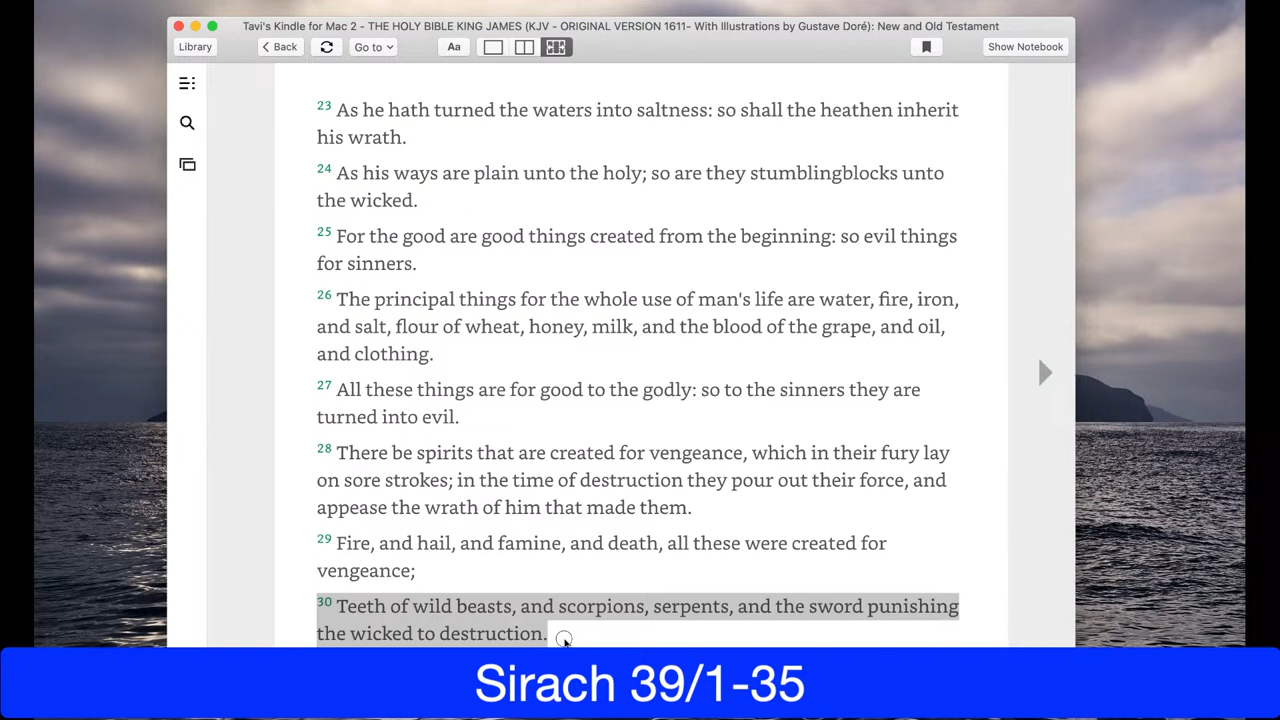 Tavi's Kindle for Mac 2 - THE HOLY BIBLE KING JAMES (KJV - ORIGINAL VERSION 1611- With Illustrations by Gustave Doré): New and Old Testament
Library
Back
Go to
Aa
Show Notebook
23 As he hath turned the waters into saltness: so shall the heathen inherit
his wrath.
24 As his ways are plain unto the holy; so are they stumblingblocks unto
the wicked.
25 For the good are good things created from the beginning: so evil things
for sinners.
26 The principal things for the whole use of man's life are water, fire, iron,
and salt, flour of wheat, honey, milk, and the blood of the grape, and oil,
and clothing.
27 All these things are for good to the godly: so to the sinners they are
turned into evil.
28 There be spirits that are created for vengeance, which in their fury lay
on sore strokes; in the time of destruction they pour out their force, and
appease the wrath of him that made them.
29 Fire, and hail, and famine, and death, all these were created for
vengeance;
30 Teeth of wild beasts, and scorpions, serpents, and the sword punishing
the wicked to destruction.
Sirach 39/1-35